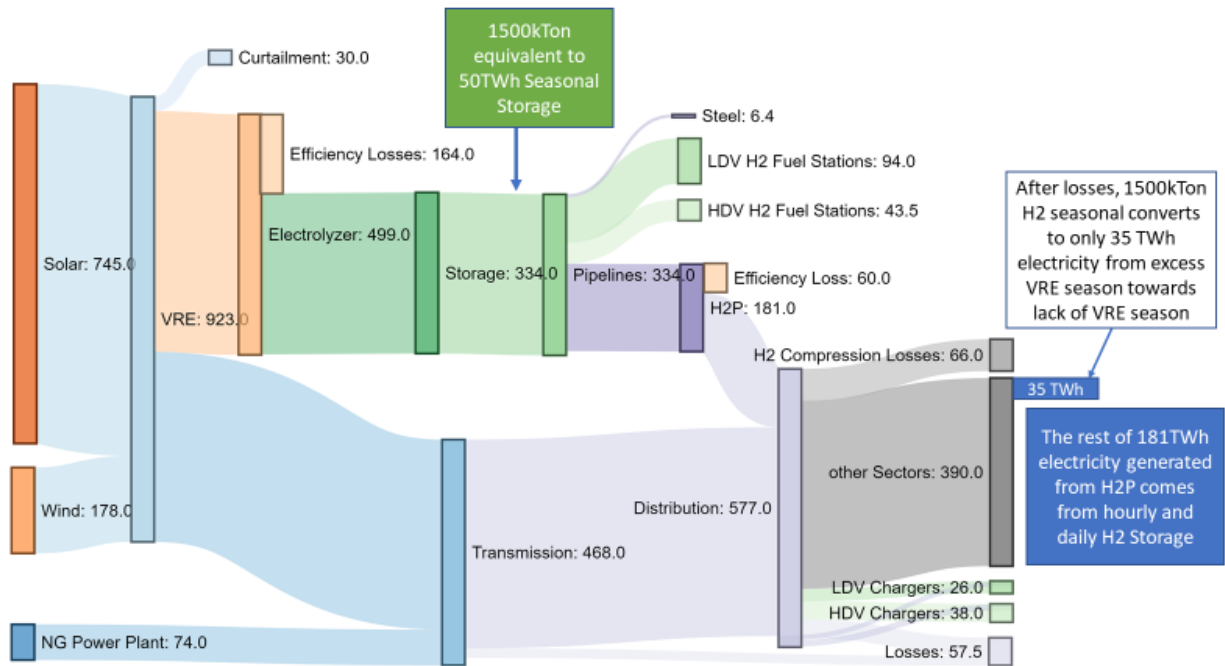 1500kTon
equivalent to
50TWh Seasonal
Storage
Curtailment: 30.0
Steel: 6.4
Efficiency Losses: 164.0
LDV H2 Fuel Stations: 94.0
After losses, 1500kTon
H2 seasonal converts
to only 35 TWh
electricity from excess
VRE season towards
lack of VRE season
HDV H2 Fuel Stations: 43.5
Electrolyzer: 499.0
Solar: 745.0
Storage: 334.0
Pipelines: 334.0
Efficiency Loss: 60.0
H2P: 181.0
VRE: 923.0
H2 Compression Losses: 66.0
35 TWh
The rest of 181TWh
electricity generated
from H2P comes
from hourly and
daily H2 Storage
other Sectors: 390.0
Wind: 178.0
Distribution: 577.0
Transmission: 468.0
LDV Chargers: 26.0
HDV Chargers: 38.0
NG Power Plant: 74.0
Losses: 57.5